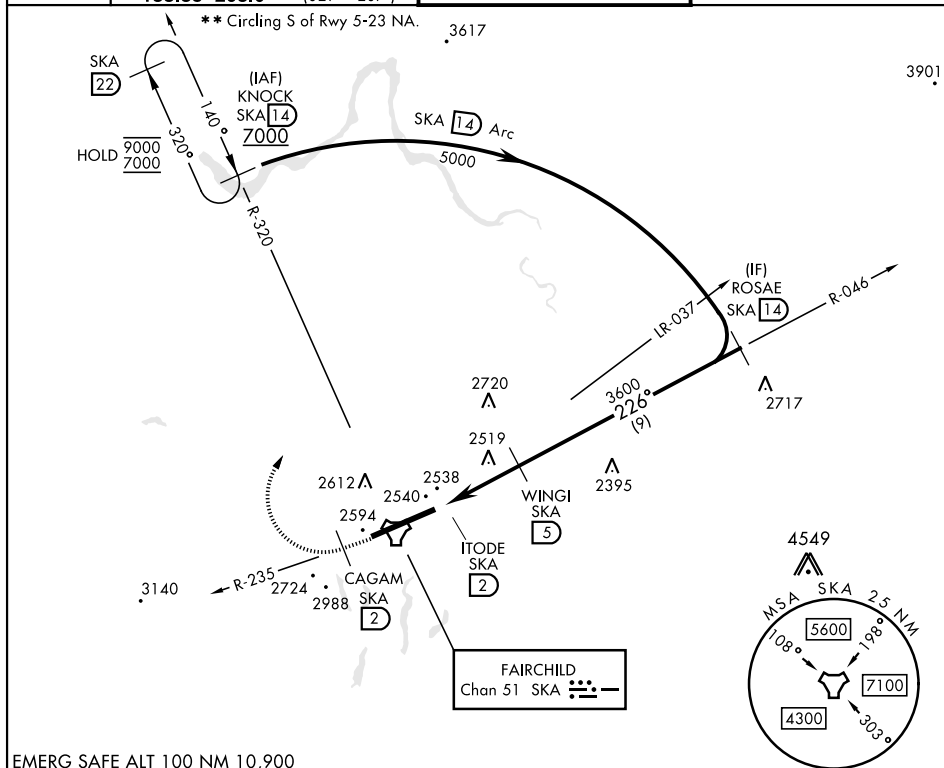 ** Circling S of Rwy 5-23 NA.
3617
3901
SKA
22
(IAF)
KNOCK
SKA 14
7000
140°
320°
HOLD 9000
7000
SKA 14 Arc
5000
R-320
(IF)
ROSAE
SKA 14
LR-037
R-046
2717
3600
226°
(9)
2720
2519
2395
WINGI
SKA
5
2612
2538
2540
2594
ITODE
SKA
2
R-235
CAGAM
SKA
2
2724
2988
3140
FAIRCHILD
Chan 51 SKA
4549
MSA SKA 25 NM
108°
5600
198°
7100
4300
303°
EMERG SAFE ALT 100 NM 10,900